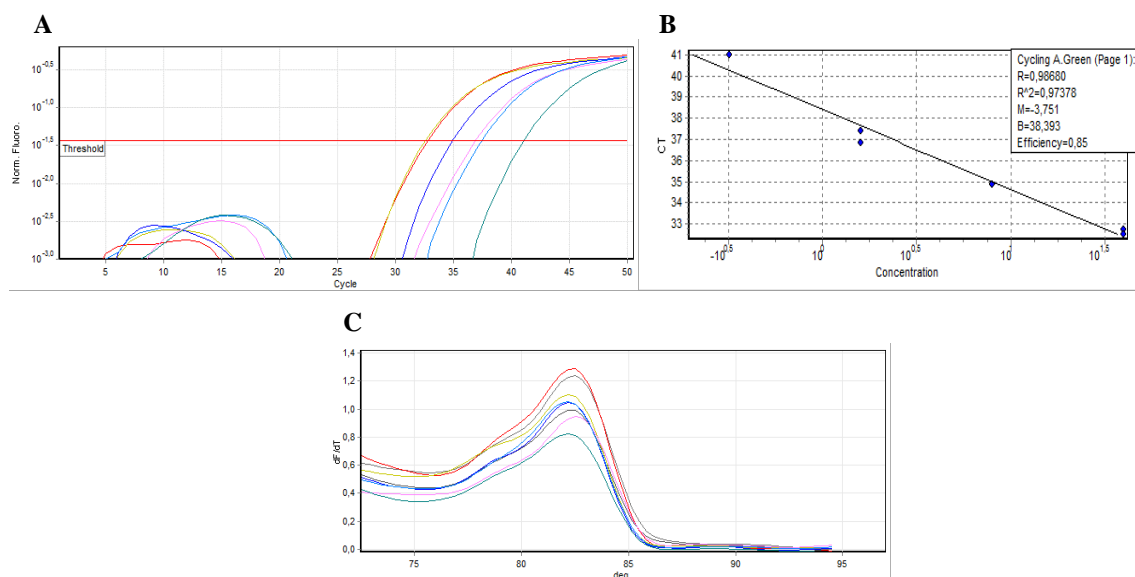 A
B
10^-0.5
10^-1.0
10^-1.5
10^-2.0
10^-2.5
10^-3.0
Norm. Fluoro.
Threshold
5 10 15 20 25 30 35 40 45 50
Cycle
41
40
39
38
37
36
35
34
33
CT
Cycling A.Green (Page 1):
R=0,98680
R^2=0,97378
M=-3,751
B=38,393
Efficiency=0,85
-10^0.5 10^0 10^0.5 10^1 10^1.5
Concentration
C
1,4
1,2
1,0
0,8
0,6
0,4
0,2
0,0
dF/dT
75 80 85 90 95
deg.